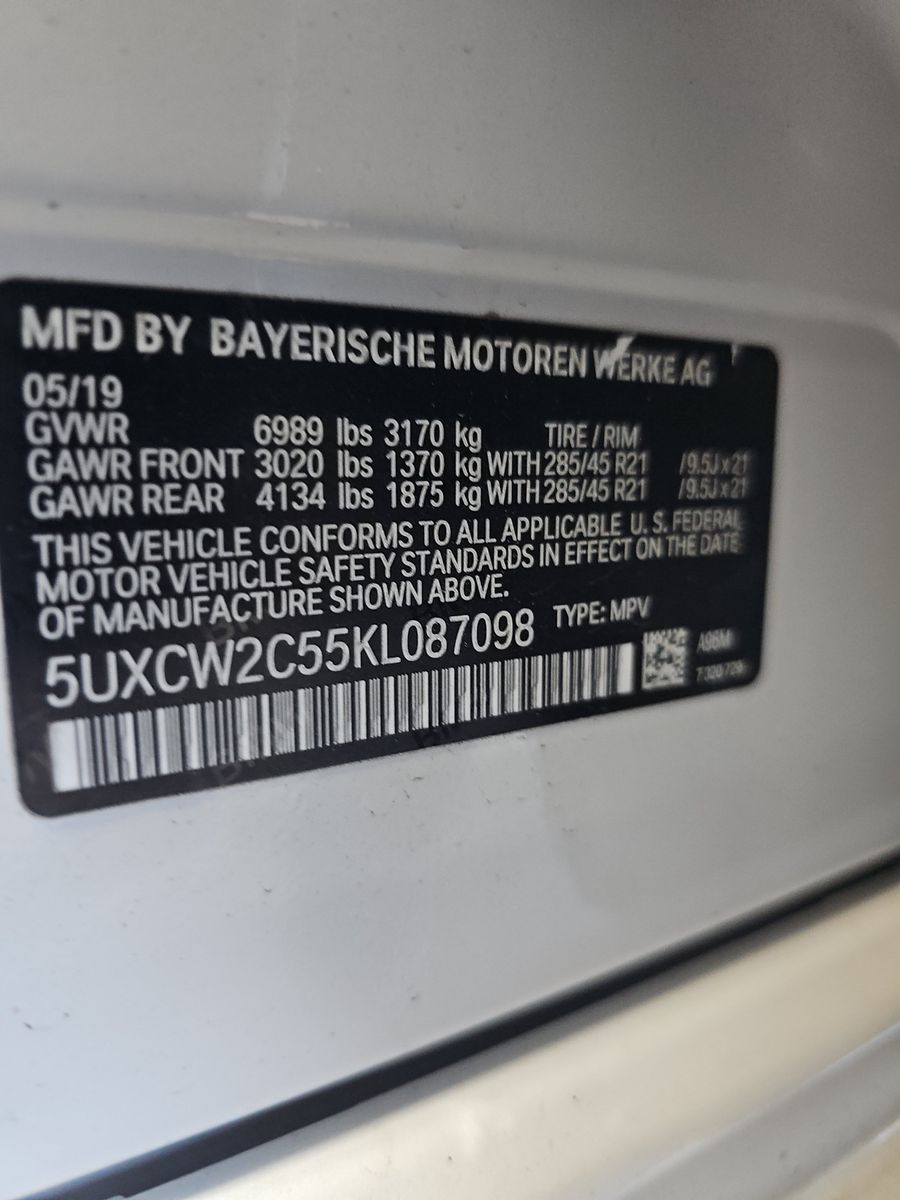 MFD BY BAYERISCHE MOTOREN WERKE AG
05/19
GVWR 6989 lbs 3170 kg TIRE / RIM
GAWR FRONT 3020 lbs 1370 kg WITH 285/45 R21 /9.5J x 21
GAWR REAR 4134 lbs 1875 kg WITH 285/45 R21 /9.5J x 21
THIS VEHICLE CONFORMS TO ALL APPLICABLE U. S. FEDERAL
MOTOR VEHICLE SAFETY STANDARDS IN EFFECT ON THE DATE
OF MANUFACTURE SHOWN ABOVE.
5UXCW2C55KL087098 TYPE: MPV